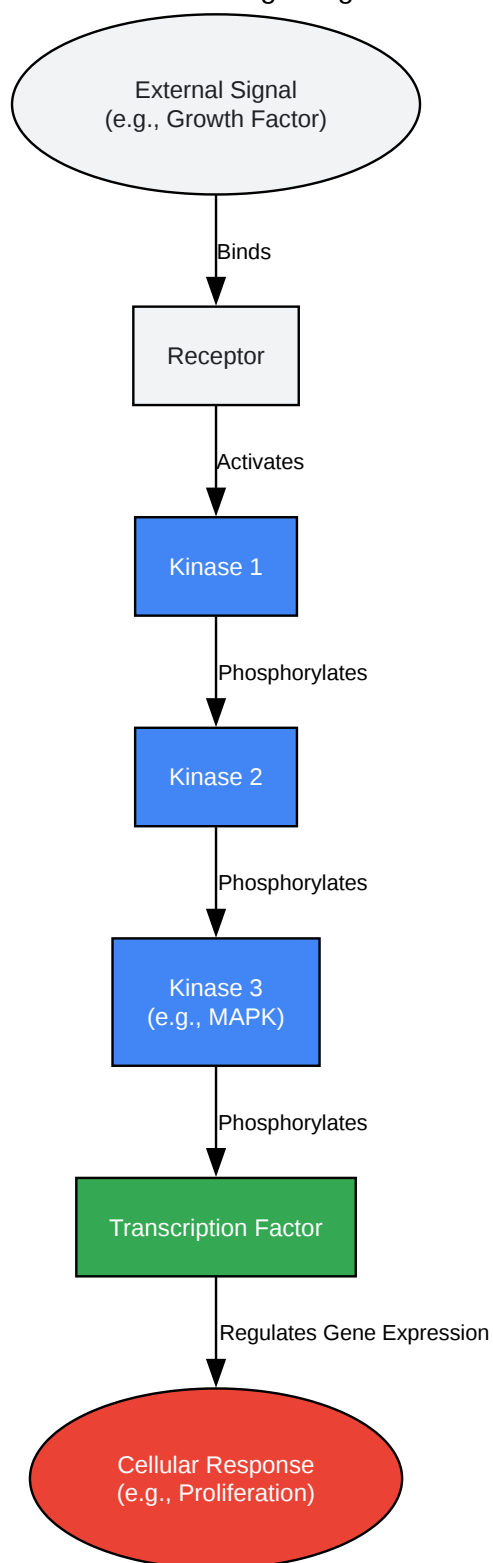 External Signal
(e.g., Growth Factor)
Binds
Receptor
Activates
Kinase 1
Phosphorylates
Kinase 2
Phosphorylates
Kinase 3
(e.g., MAPK)
Phosphorylates
Transcription Factor
Regulates Gene Expression
Cellular Response
(e.g., Proliferation)